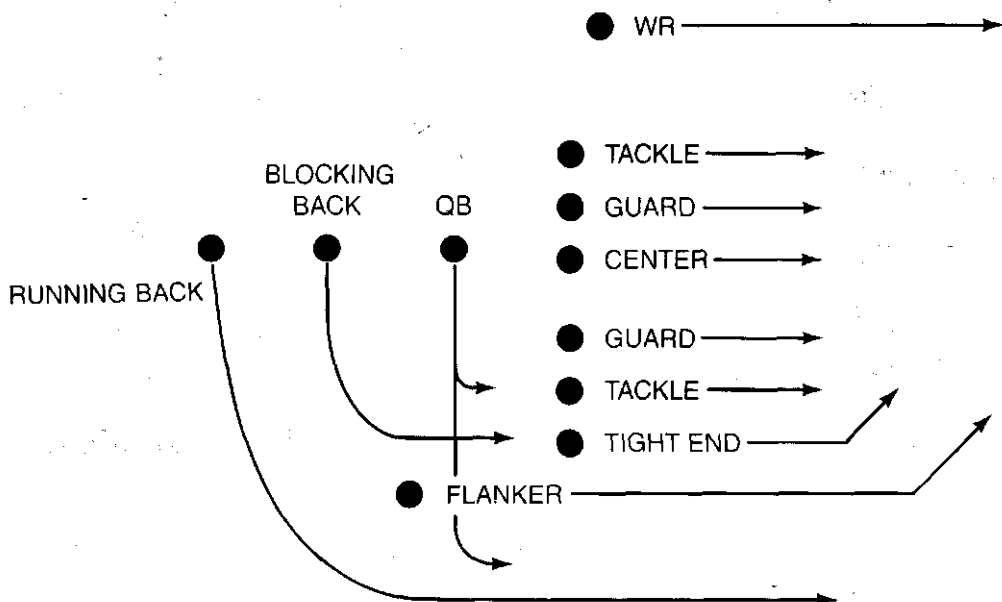 WR
TACKLE
BLOCKING
BACK
QB
GUARD
CENTER
RUNNING BACK
GUARD
TACKLE
TIGHT END
FLANKER